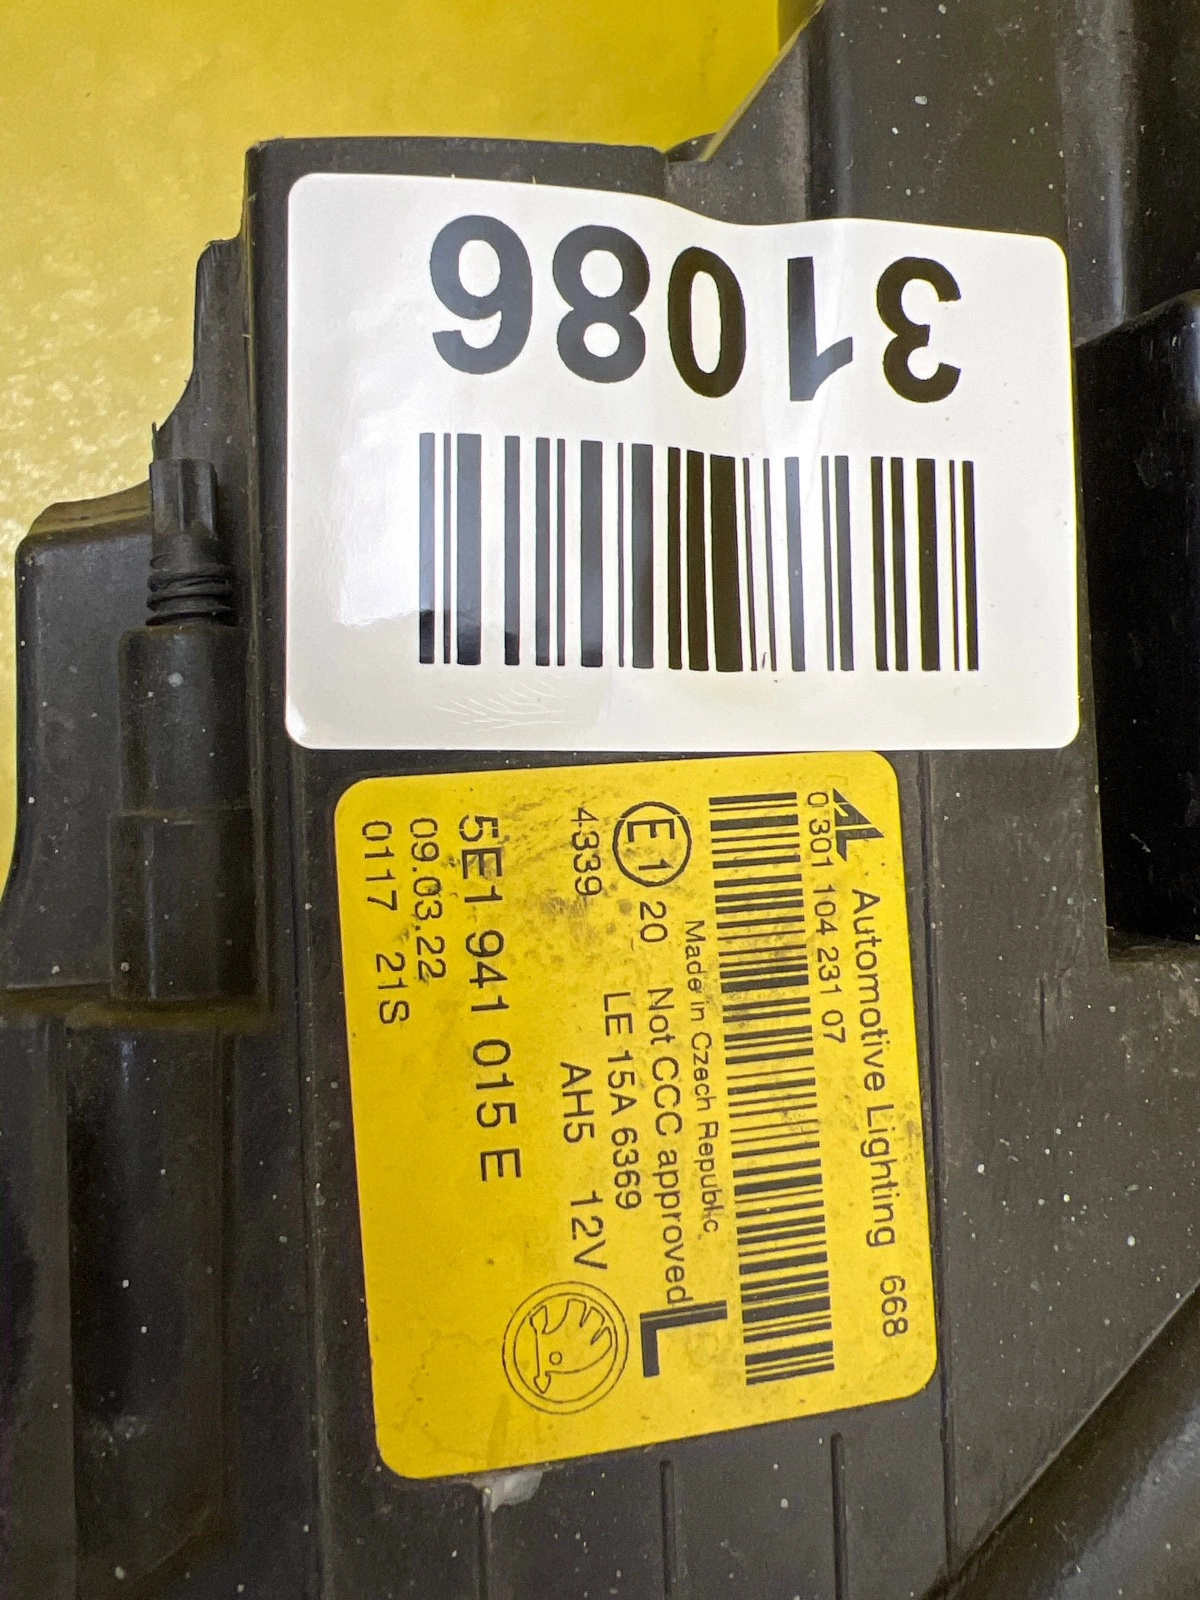 31086
Automotive Lighting 668
0 301 104 231 07
Made in Czech Republic
E1 20 Not CCC approved L
4339 LE 15A 6369
AH5 12V
5E1 941 015 E
09.03.22
0117 21S